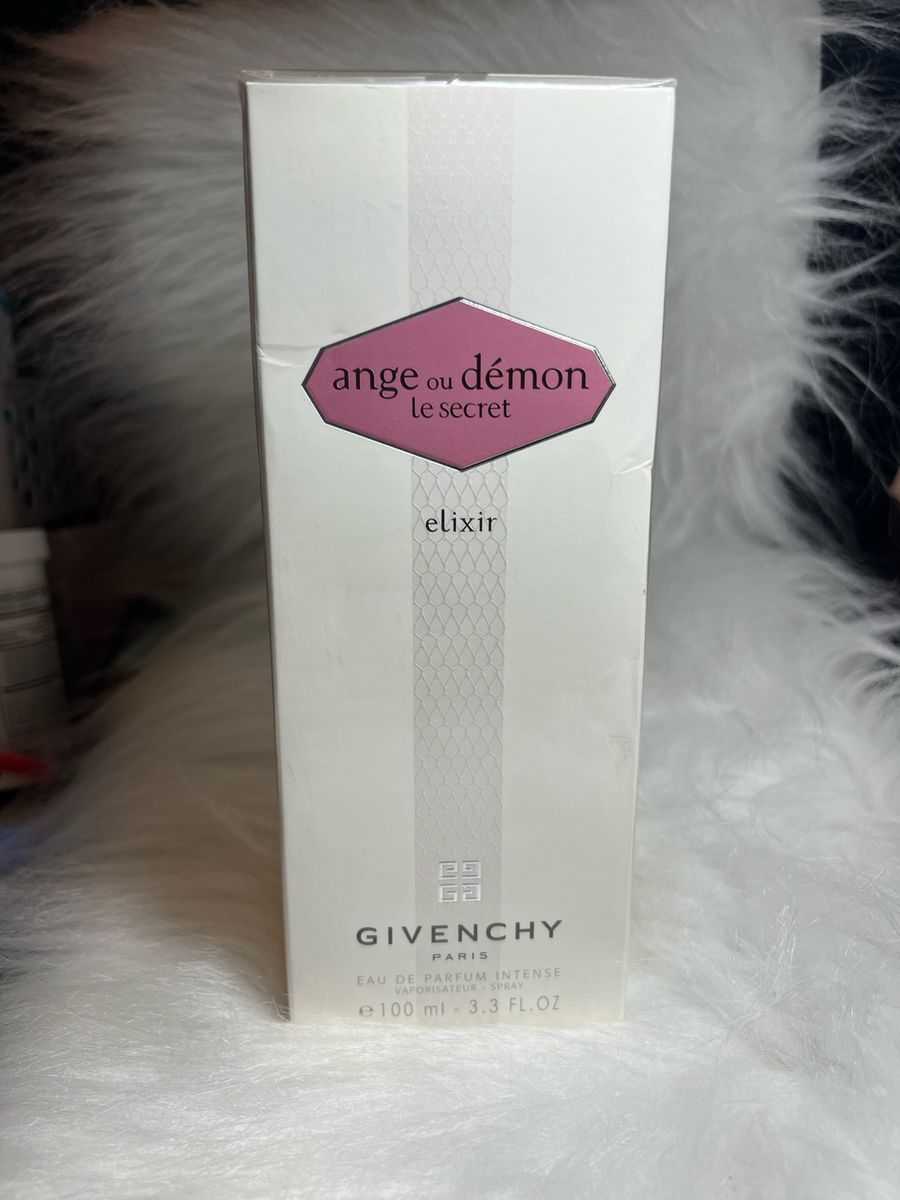 ange ou démon
le secret
elixir
GIVENCHY
PARIS
EAU DE PARFUM INTENSE
VAPORISATEUR - SPRAY
℮100 ml - 3.3 FL.OZ